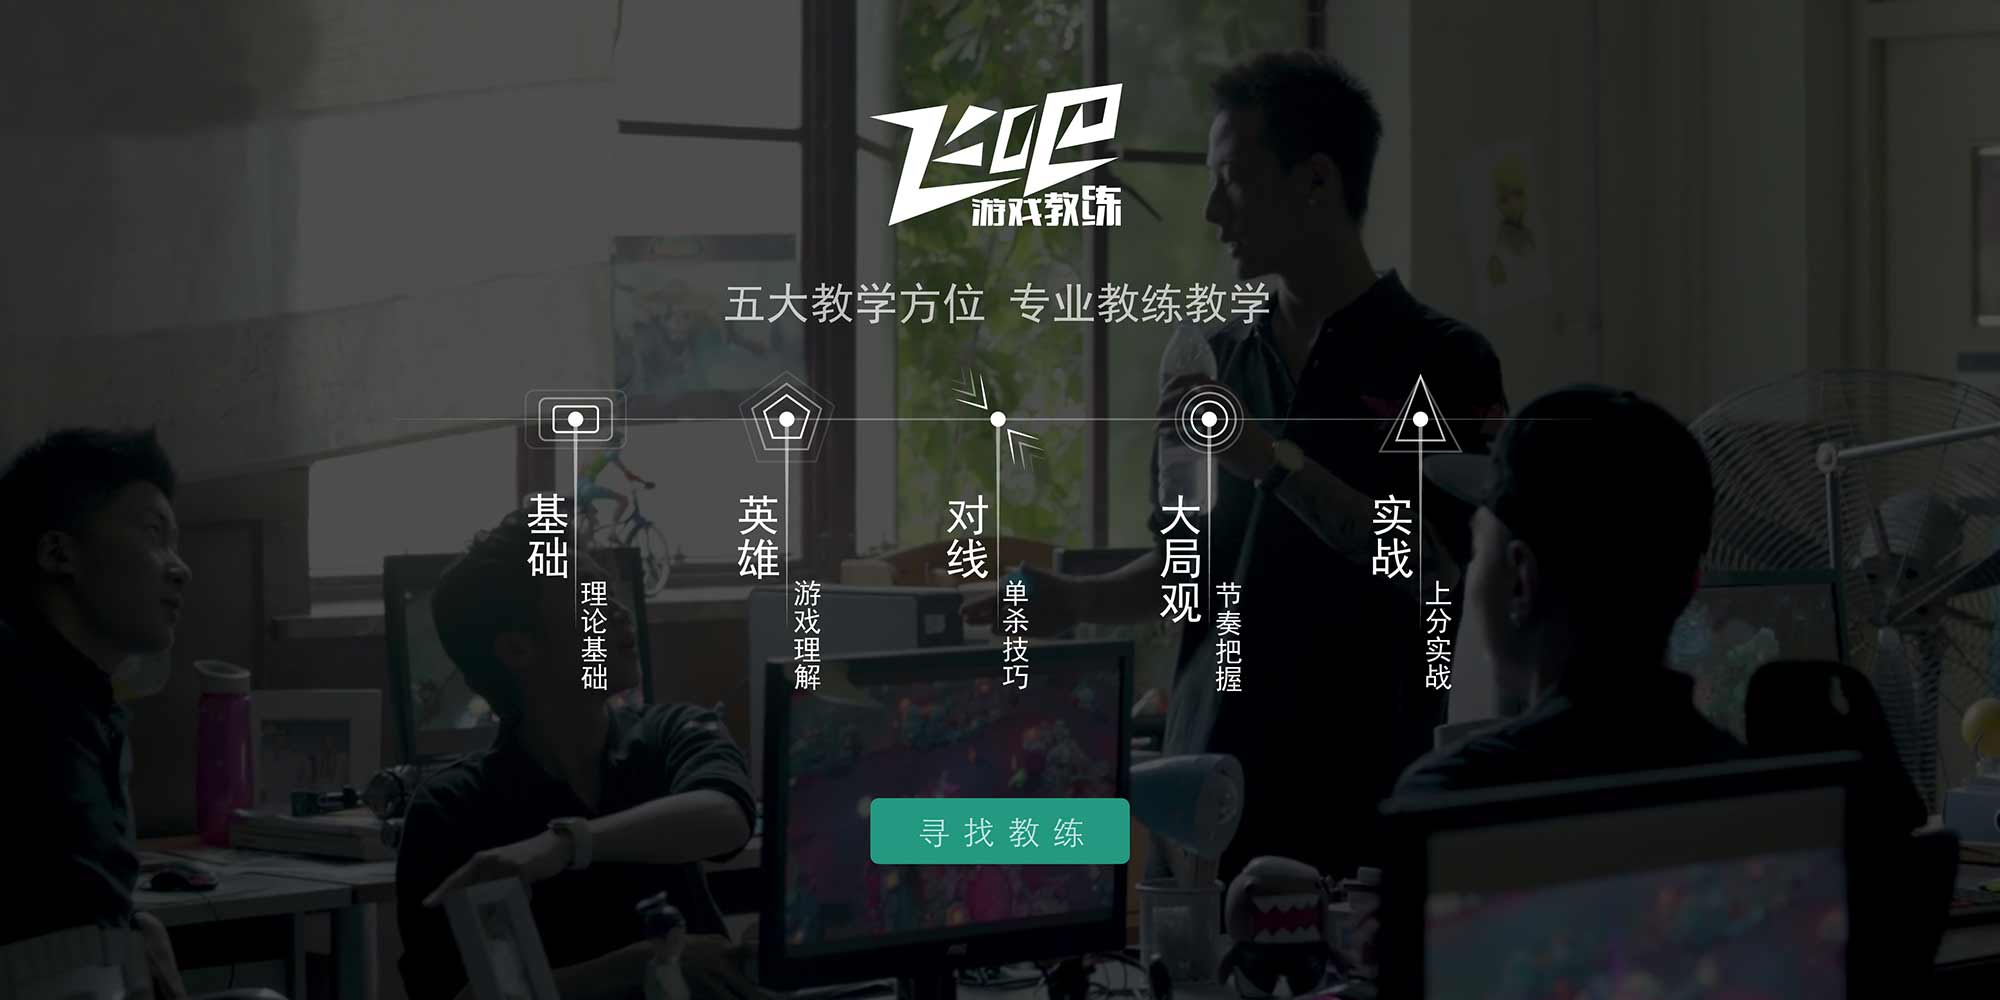 飞吧
游戏教练
五大教学方位 专业教练教学
基础
理论基础
英雄
游戏理解
对线
单杀技巧
大局观
节奏把握
实战
上分实战
寻找教练